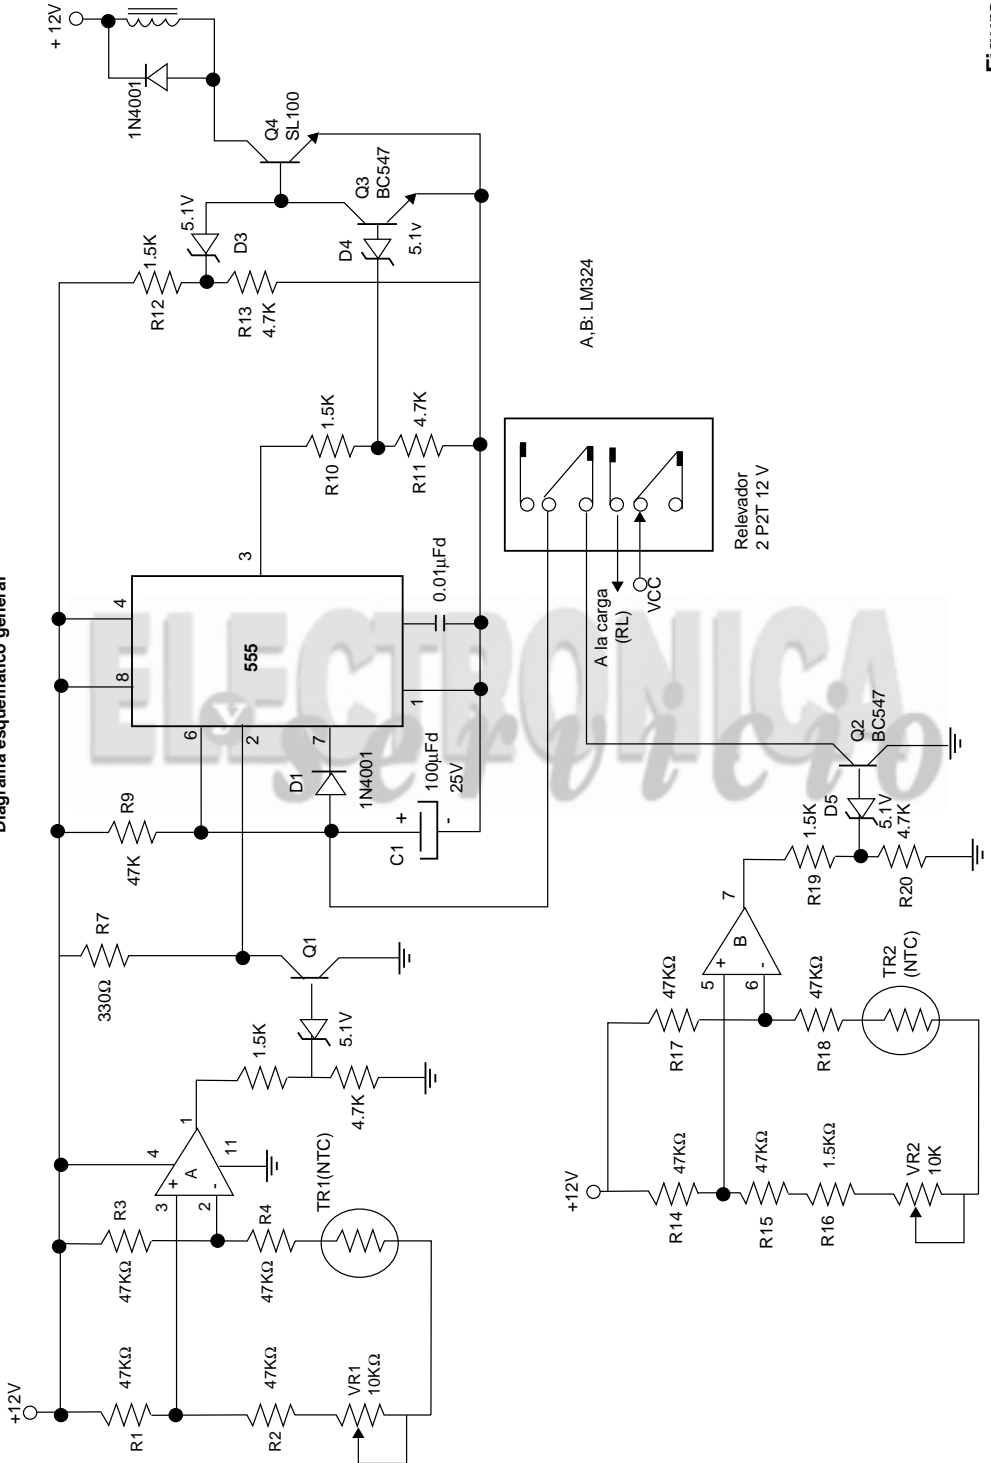 Diagrama esquemático general
+12V
R1
47KΩ
R2
47KΩ
VR1
10KΩ
R3
47KΩ
R4
47KΩ
TR1(NTC)
3
2
+
-
A
4
11
1
1.5K
4.7K
5.1V
Q1
R7
330Ω
R9
47K
D1
1N4001
C1
+
-
100µFd
25V
6
2
7
8
4
555
1
3
0.01µFd
R10
1.5K
R11
4.7K
R12
1.5K
R13
4.7K
D3
5.1V
D4
5.1v
Q3
BC547
Q4
SL100
1N4001
+ 12V
A,B: LM324
Relevador
2 P2T 12 V
A la carga
(RL)
VCC
+12V
R14
47KΩ
R15
47KΩ
R16
1.5KΩ
VR2
10K
R17
47KΩ
R18
47KΩ
TR2
(NTC)
5
6
+
-
B
7
R19
1.5K
R20
4.7K
D5
5.1V
Q2
BC547
ELECTRONICA
y
servicio